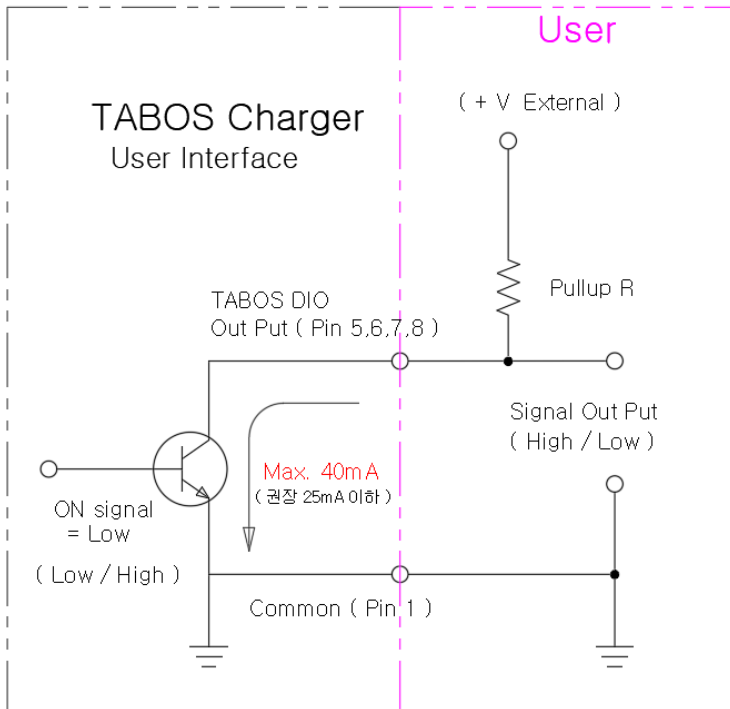 User
( + V External )
TABOS Charger
User Interface
Pullup R
TABOS DIO
Out Put ( Pin 5,6,7,8 )
Signal Out Put
( High / Low )
Max. 40mA
( 권장 25mA 이하 )
ON signal
= Low
( Low / High )
Common ( Pin 1 )